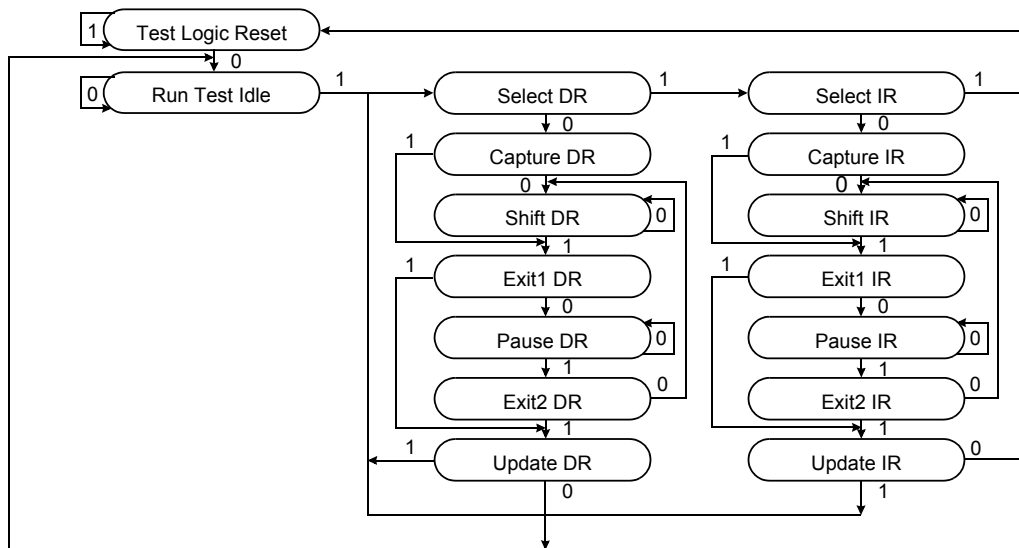 1 Test Logic Reset
0
0 Run Test Idle 1 Select DR 1 Select IR 1
0 0
1 Capture DR 1 Capture IR
0 0
Shift DR 0 Shift IR 0
1 1
1 Exit1 DR 1 Exit1 IR
0 0
Pause DR 0 Pause IR 0
1 1
Exit2 DR 0 Exit2 IR 0
1 1
1 Update DR Update IR 0
0 1